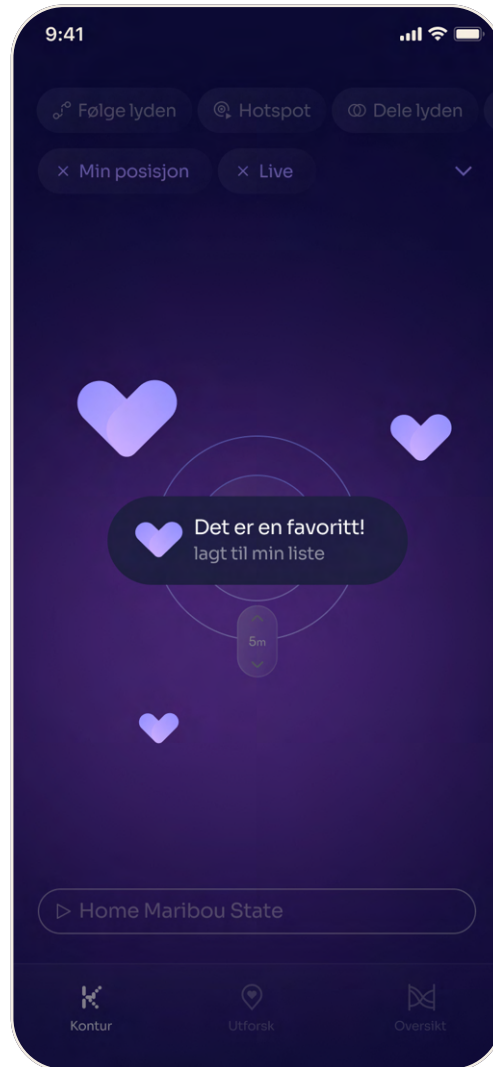 9:41
Følge lyden Hotspot Dele lyden
× Min posisjon × Live
Det er en favoritt!
lagt til min liste
5m
Home Maribou State
Kontur Utforsk Oversikt